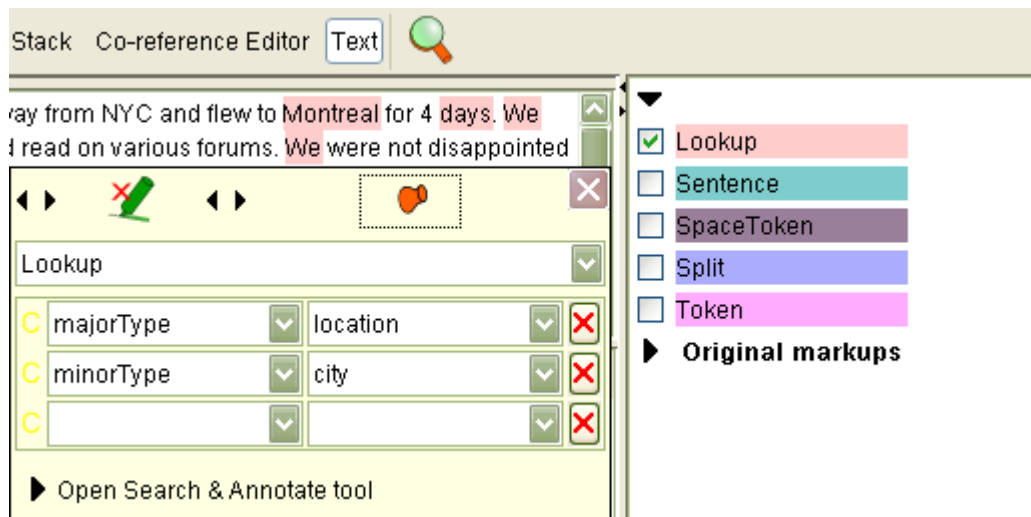 Stack Co-reference Editor Text
way from NYC and flew to Montreal for 4 days. We
d read on various forums. We were not disappointed
Lookup
C majorType location
C minorType city
C
Open Search & Annotate tool
Lookup
Sentence
SpaceToken
Split
Token
Original markups